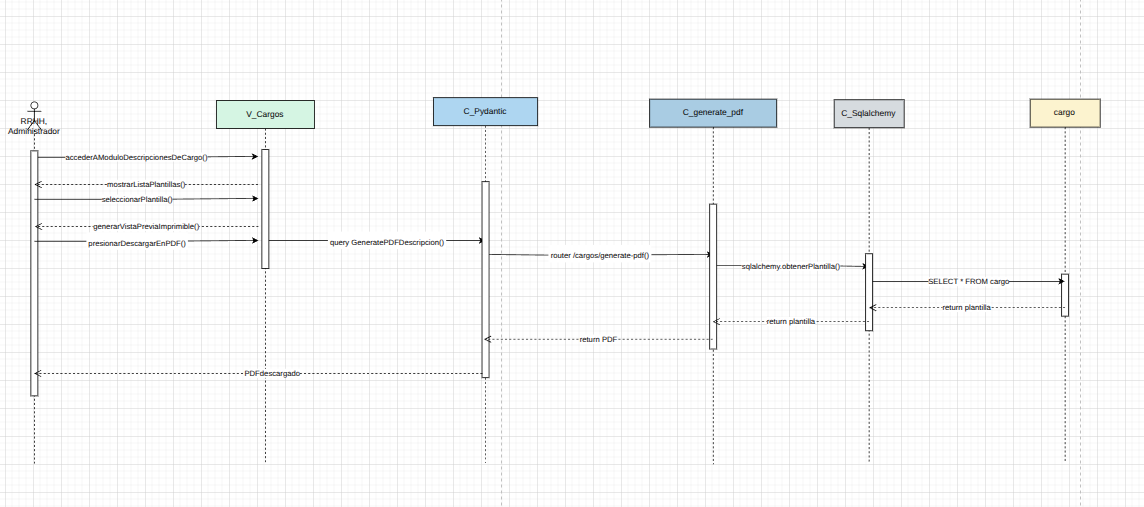 RRHH,
Administrador
V_Cargos
C_Pydantic
C_generate_pdf
C_Sqlalchemy
cargo
accederAModuloDescripcionesDeCargo()
mostrarListaPlantillas()
seleccionarPlantilla()
generarVistaPreviaImprimible()
presionarDescargarEnPDF()
query GeneratePDFDescripcion()
router /cargos/generate-pdf()
sqlalchemy.obtenerPlantilla()
SELECT * FROM cargo
return plantilla
return plantilla
return PDF
PDFdescargado